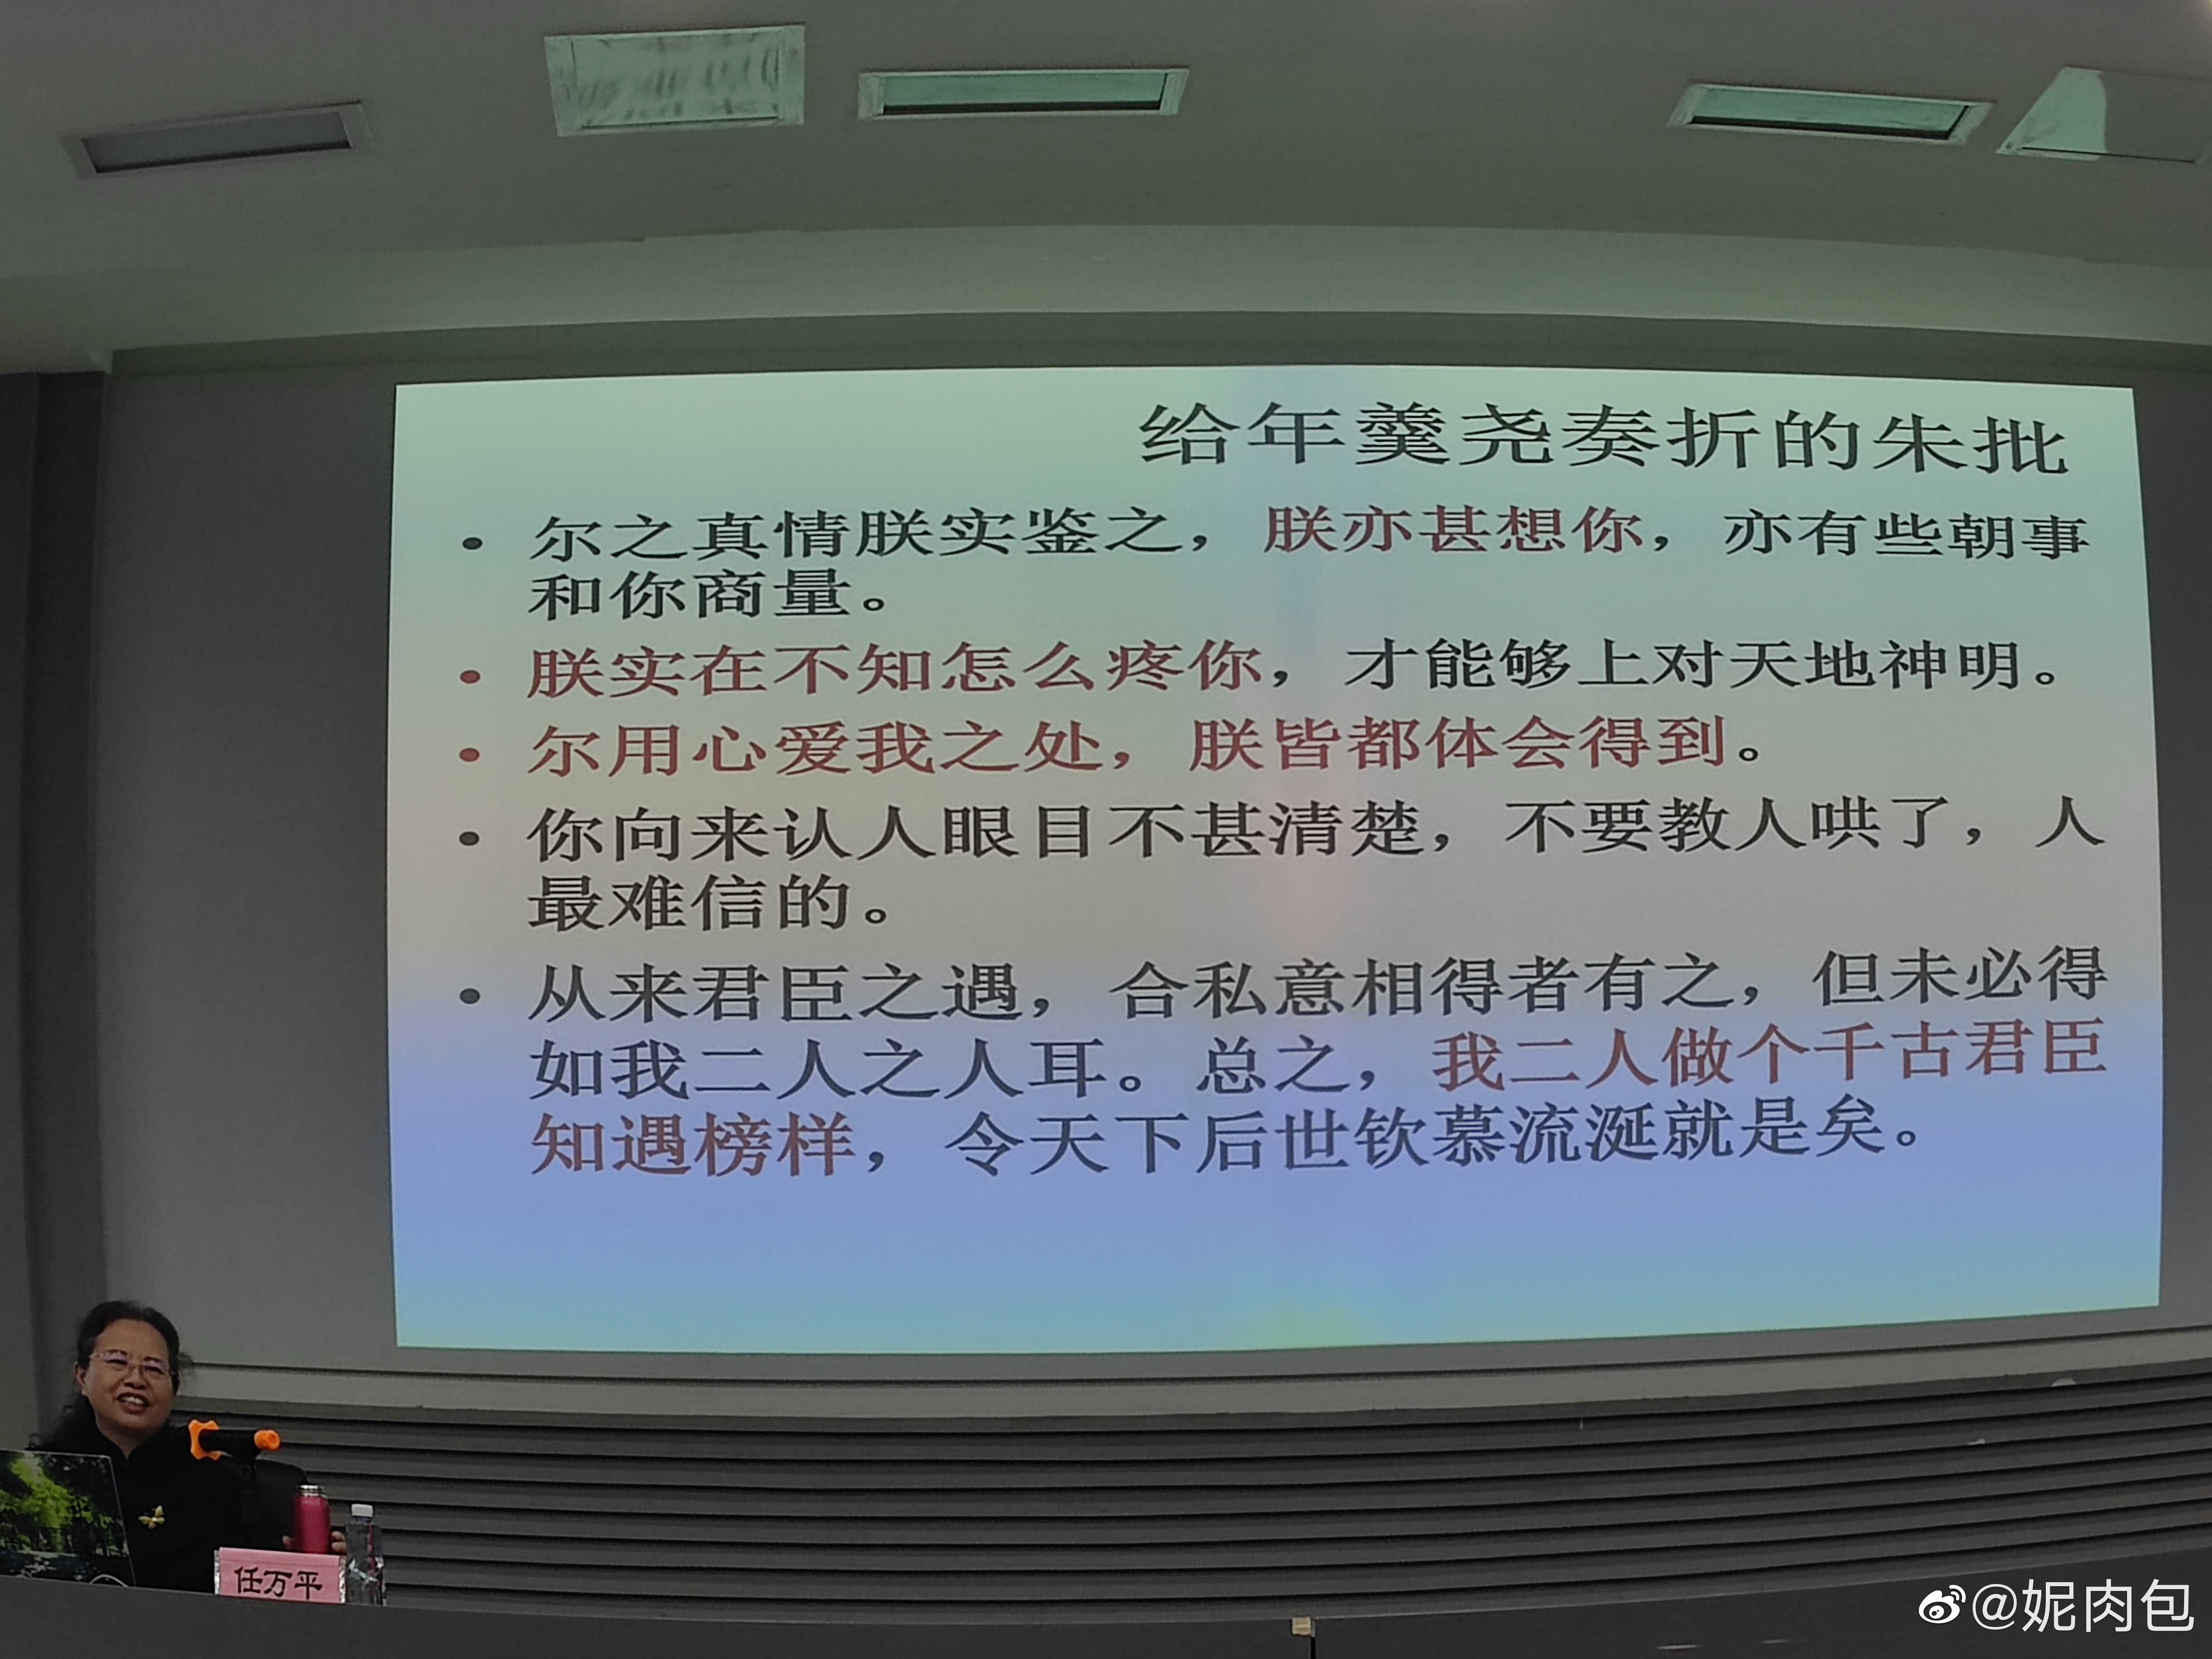 给年羹尧奏折的朱批
• 尔之真情朕实鉴之，朕亦甚想你，亦有些朝事
和你商量。
• 朕实在不知怎么疼你，才能够上对天地神明。
• 尔用心爱我之处，朕皆都体会得到。
• 你向来认人眼目不甚清楚，不要教人哄了，人
最难信的。
• 从来君臣之遇，合私意相得者有之，但未必得
如我二人之人耳。总之，我二人做个千古君臣
知遇榜样，令天下后世钦慕流涎就是矣。
任万平
@妮肉包